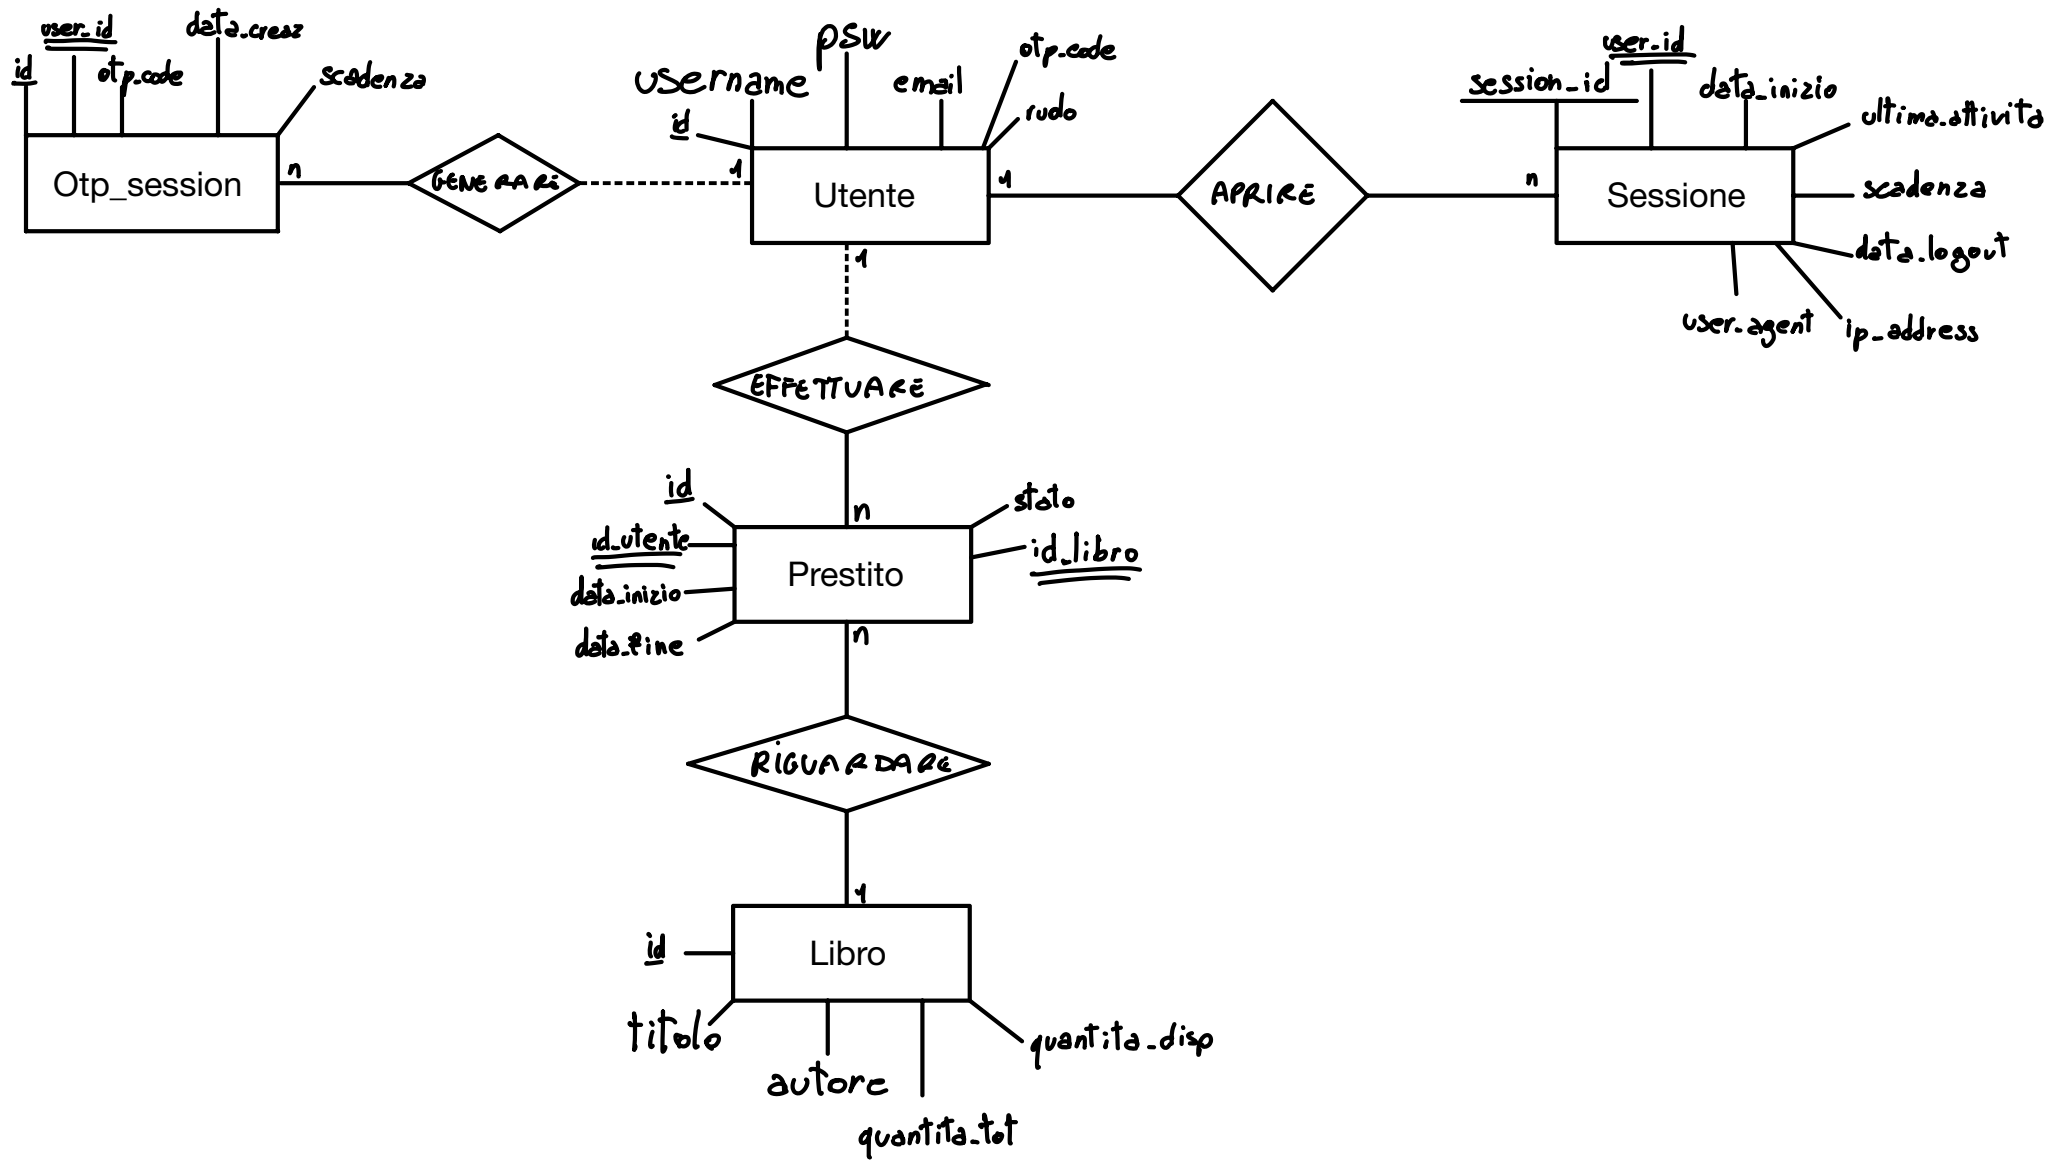 id
user_id
otp_code
data_creaz
scadenza
Otp_session
n
GENERARE
1
id
username
psw
email
otp_code
rudo
Utente
1
APRIRE
n
session_id
user_id
data_inizio
ultima_attivita
scadenza
data_logout
ip_address
user_agent
Sessione
1
EFFETTUARE
n
id
id_utente
data_inizio
data_fine
stato
id_libro
Prestito
n
RIGUARDARE
1
id
Libro
titolo
autore
quantita_tot
quantita_disp